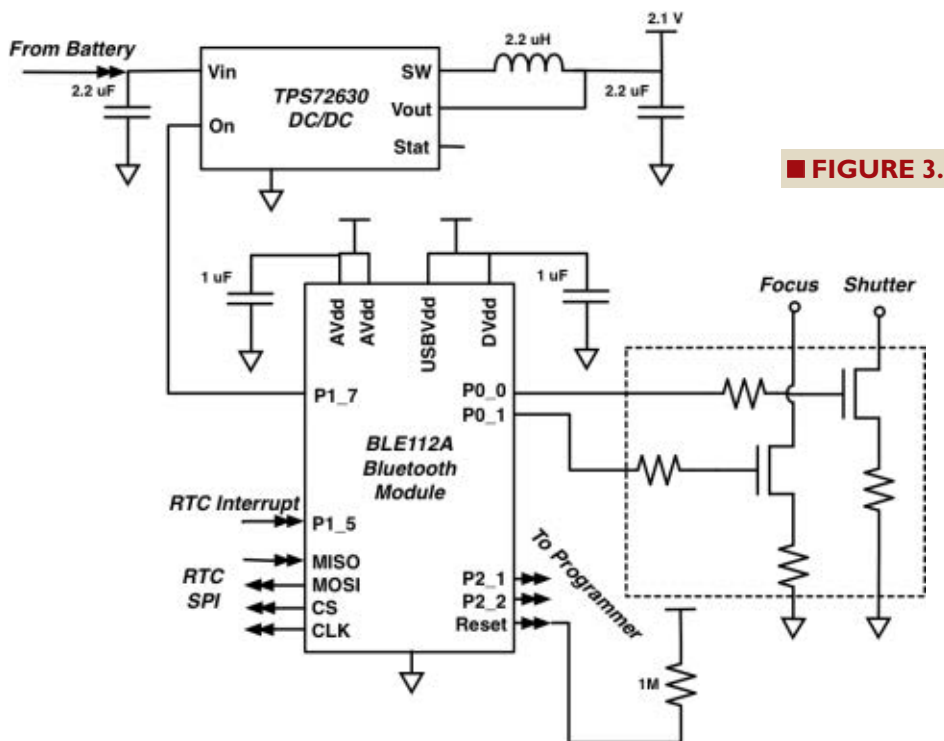 2.1 V
From Battery
2.2 uH
Vin
SW
2.2 uF
TPS72630
DC/DC
Vout
2.2 uF
On
Stat
■ FIGURE 3.
1 uF
1 uF
AVdd
AVdd
USBVdd
DVdd
Focus
Shutter
P1_7
P0_0
P0_1
BLE112A
Bluetooth
Module
RTC Interrupt
P1_5
To Programmer
RTC
SPI
MISO
MOSI
CS
CLK
P2_1
P2_2
Reset
1M